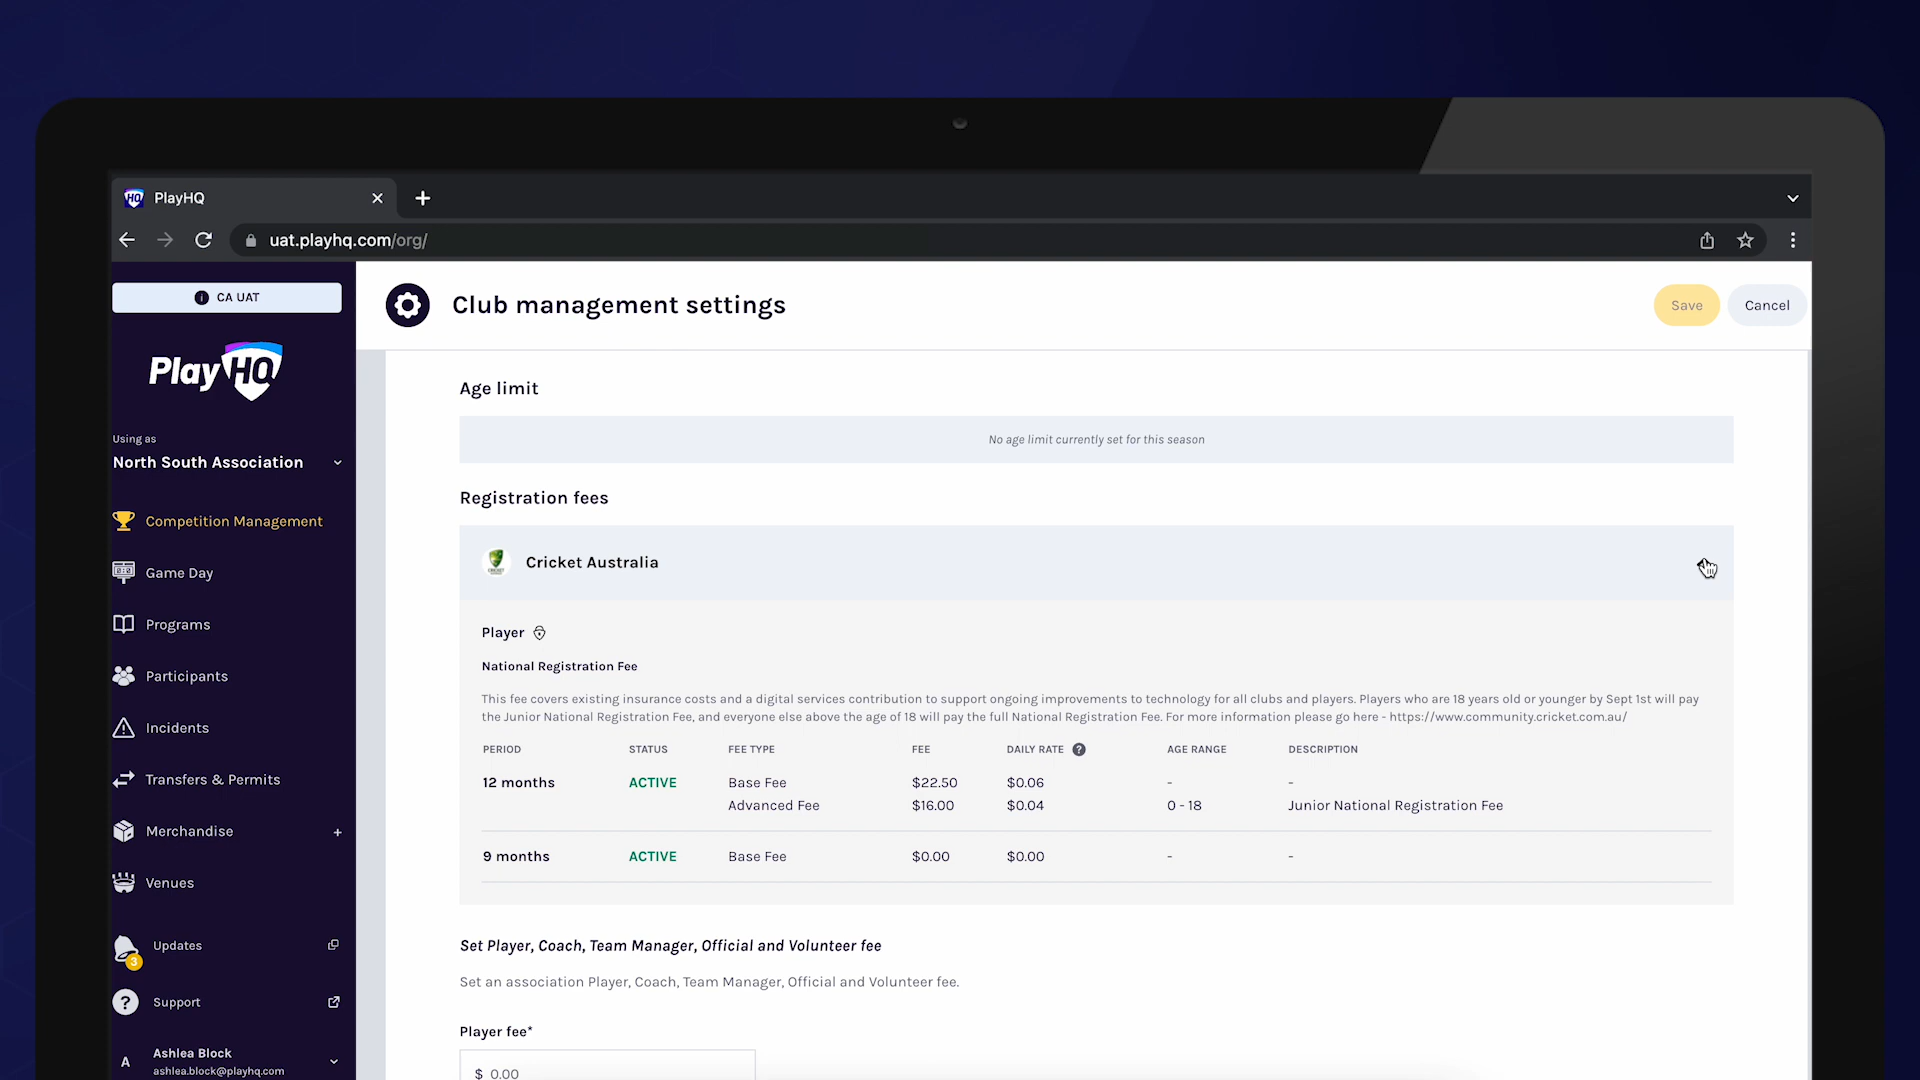 PlayHQ
uat.playhq.com/org/
CA UAT
PlayHQ
Using as
North South Association
Competition Management
Game Day
Programs
Participants
Incidents
Transfers & Permits
Merchandise +
Venues
Updates
3
Support
A
Ashlea Block
ashlea.block@playhq.com
Club management settings
Save Cancel
Age limit
No age limit currently set for this season
Registration fees
Cricket Australia
Player
National Registration Fee
This fee covers existing insurance costs and a digital services contribution to support ongoing improvements to technology for all clubs and players. Players who are 18 years old or younger by Sept 1st will pay
the Junior National Registration Fee, and everyone else above the age of 18 will pay the full National Registration Fee. For more information please go here - https://www.community.cricket.com.au/
PERIOD STATUS FEE TYPE FEE DAILY RATE ? AGE RANGE DESCRIPTION
12 months ACTIVE Base Fee $22.50 $0.06 - -
Advanced Fee $16.00 $0.04 0 - 18 Junior National Registration Fee
9 months ACTIVE Base Fee $0.00 $0.00 - -
Set Player, Coach, Team Manager, Official and Volunteer fee
Set an association Player, Coach, Team Manager, Official and Volunteer fee.
Player fee*
$ 0.00